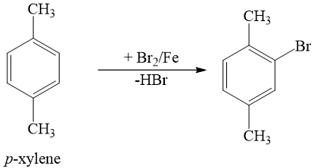 CH₃
CH₃
p-xylene
+ Br₂/Fe
-HBr
CH₃
Br
CH₃